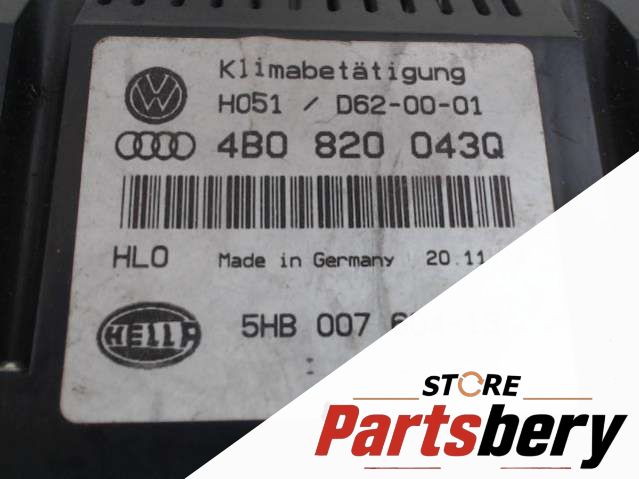 Klimabetätigung
H051 / D62-00-01
4B0 820 043Q
HLO Made in Germany 20.11
HELLA 5HB 007
STORE
Partsbery